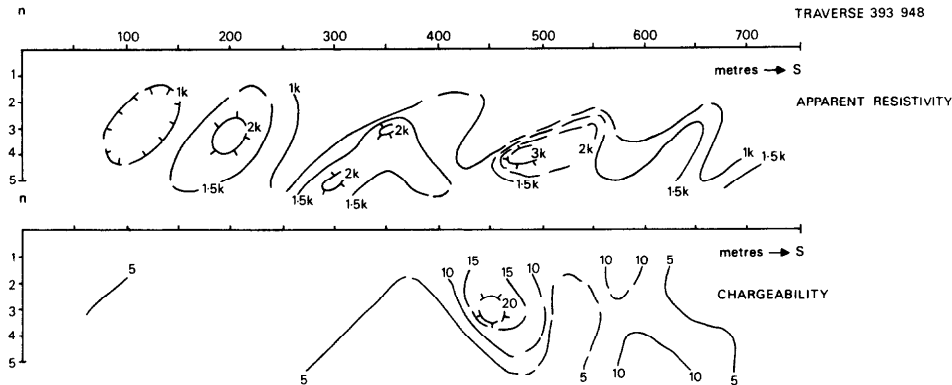 n TRAVERSE 393 948
100 200 300 400 500 600 700
metres → S
1
2
3
4
5
n
APPARENT RESISTIVITY
1k 1k
2k 2k
3k 2k
1k
1·5k
2k
1·5k 1·5k 1·5k 1·5k 1·5k
metres → S
1
2
3
4
5
CHARGEABILITY
5 10 15 15 10 10 10 5
20
5 5 10 10 5